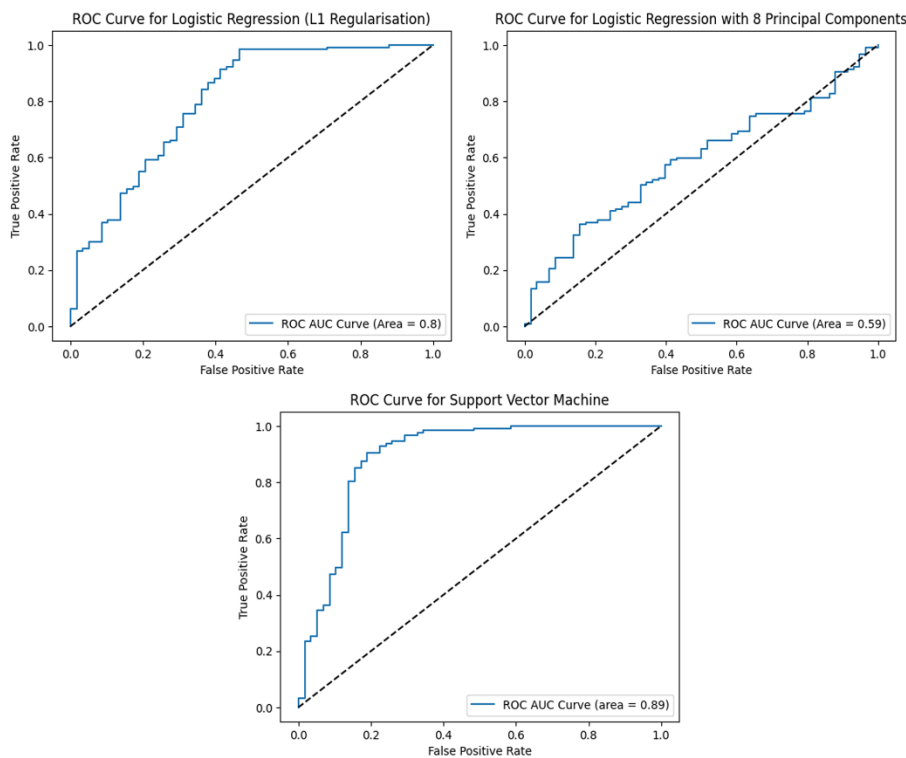 ROC Curve for Logistic Regression (L1 Regularisation)
1.0
0.8
0.6
0.4
0.2
0.0
True Positive Rate
ROC AUC Curve (Area = 0.8)
0.0 0.2 0.4 0.6 0.8 1.0
False Positive Rate
ROC Curve for Logistic Regression with 8 Principal Components
1.0
0.8
0.6
0.4
0.2
0.0
True Positive Rate
ROC AUC Curve (Area = 0.59)
0.0 0.2 0.4 0.6 0.8 1.0
False Positive Rate
ROC Curve for Support Vector Machine
1.0
0.8
0.6
0.4
0.2
0.0
True Positive Rate
ROC AUC Curve (area = 0.89)
0.0 0.2 0.4 0.6 0.8 1.0
False Positive Rate